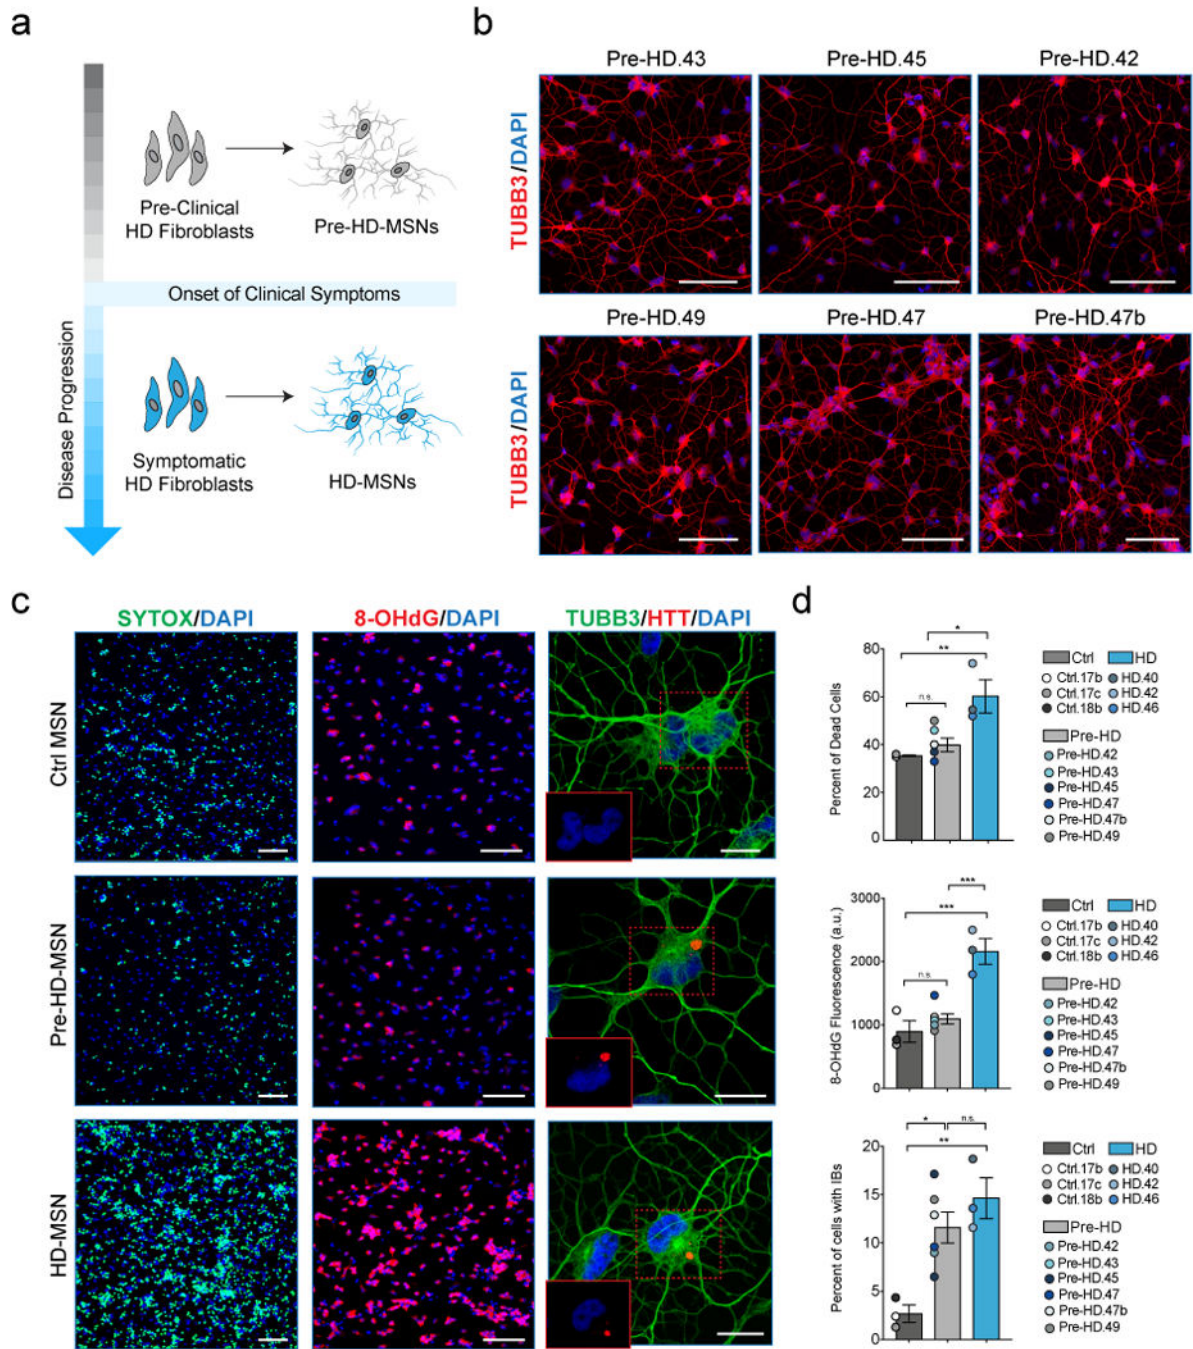 a
Pre-Clinical
HD Fibroblasts
Pre-HD-MSNs
Onset of Clinical Symptoms
Disease Progression
Symptomatic
HD Fibroblasts
HD-MSNs
b
Pre-HD.43
Pre-HD.45
Pre-HD.42
TUBB3/DAPI
Pre-HD.49
Pre-HD.47
Pre-HD.47b
TUBB3/DAPI
c
SYTOX/DAPI
8-OHdG/DAPI
TUBB3/HTT/DAPI
Ctrl MSN
Pre-HD-MSN
HD-MSN
d
Percent of Dead Cells
80
60
40
20
0
*
**
n.s.
Ctrl HD
Ctrl.17b HD.40
Ctrl.17c HD.42
Ctrl.18b HD.46
Pre-HD
Pre-HD.42
Pre-HD.43
Pre-HD.45
Pre-HD.47
Pre-HD.47b
Pre-HD.49
8-OHdG Fluorescence (a.u.)
3000
2000
1000
0
***
***
n.s.
Ctrl HD
Ctrl.17b HD.40
Ctrl.17c HD.42
Ctrl.18b HD.46
Pre-HD
Pre-HD.42
Pre-HD.43
Pre-HD.45
Pre-HD.47
Pre-HD.47b
Pre-HD.49
Percent of cells with IBs
20
15
10
5
0
* n.s.
**
Ctrl HD
Ctrl.17b HD.40
Ctrl.17c HD.42
Ctrl.18b HD.46
Pre-HD
Pre-HD.42
Pre-HD.43
Pre-HD.45
Pre-HD.47
Pre-HD.47b
Pre-HD.49